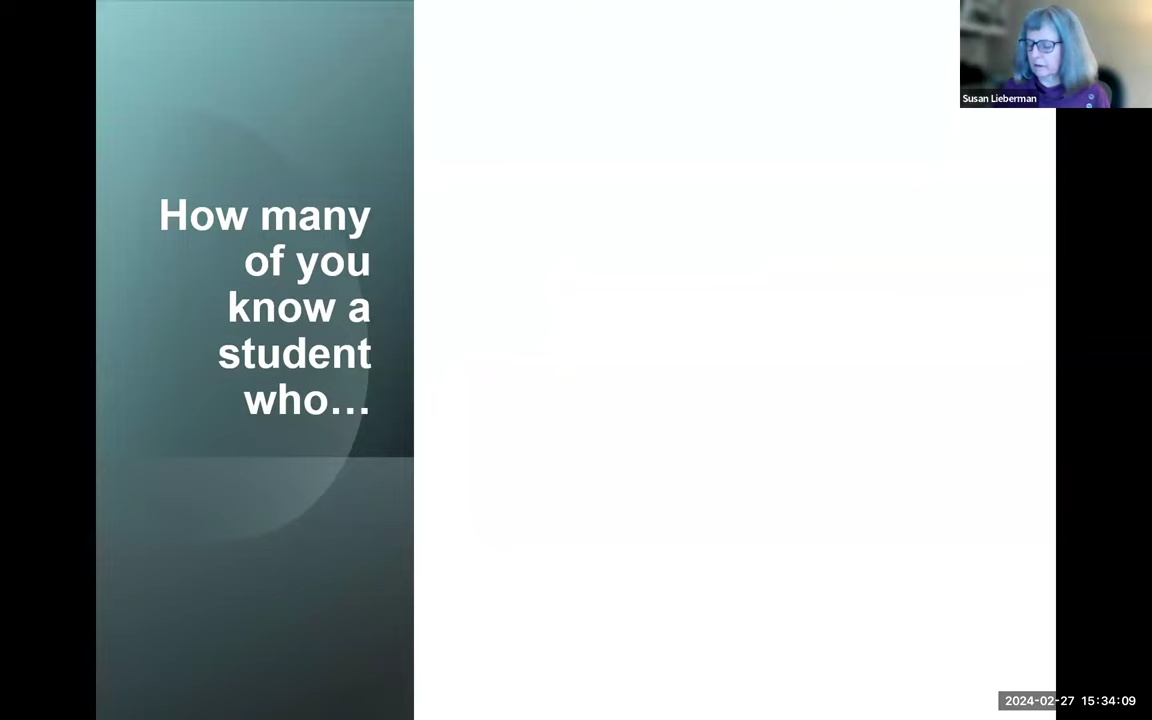 How many
of you
know a
student
who…
Susan Lieberman
2024-02-27 15:34:09